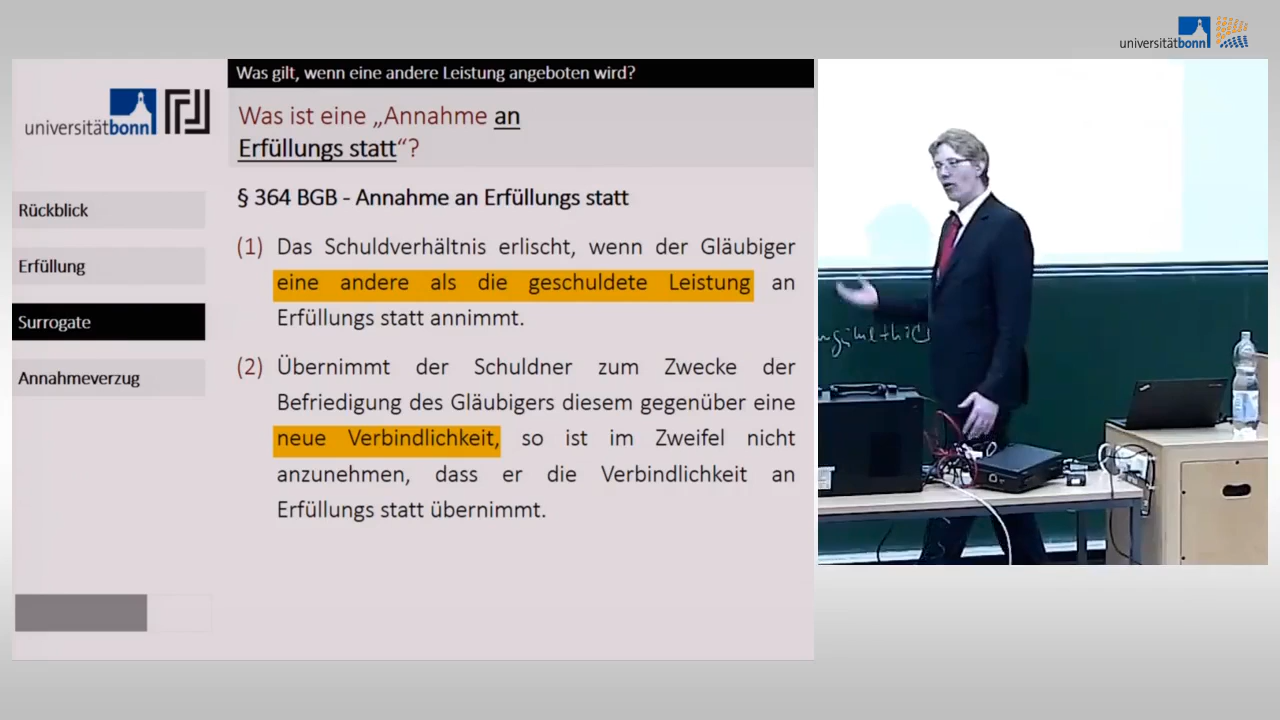 universitätbonn
Was gilt, wenn eine andere Leistung angeboten wird?
universitätbonn
Was ist eine „Annahme an
Erfüllungs statt“?
Rückblick
Erfüllung
Surrogate
Annahmeverzug
§ 364 BGB - Annahme an Erfüllungs statt
(1) Das Schuldverhältnis erlischt, wenn der Gläubiger
eine andere als die geschuldete Leistung an
Erfüllungs statt annimmt.
(2) Übernimmt der Schuldner zum Zwecke der
Befriedigung des Gläubigers diesem gegenüber eine
neue Verbindlichkeit, so ist im Zweifel nicht
anzunehmen, dass er die Verbindlichkeit an
Erfüllungs statt übernimmt.